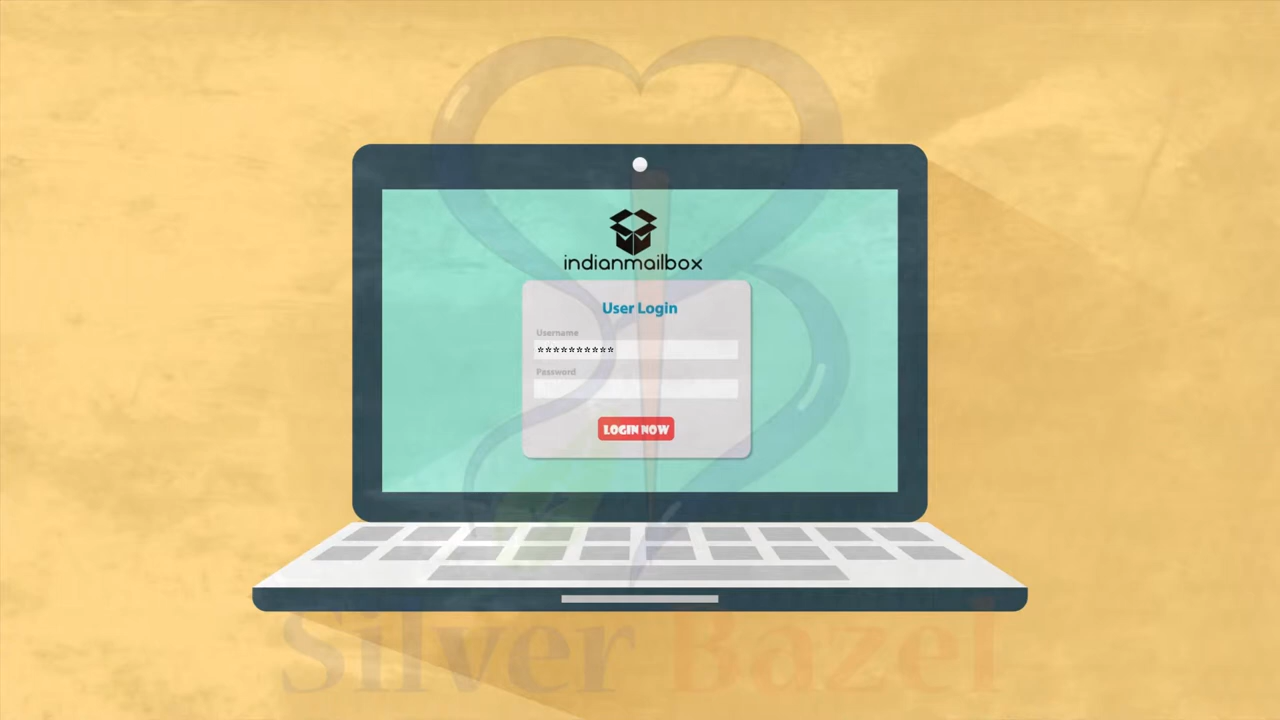 indianmailbox
User Login
Username
**********
Password
LOGIN NOW
Silver Bazel